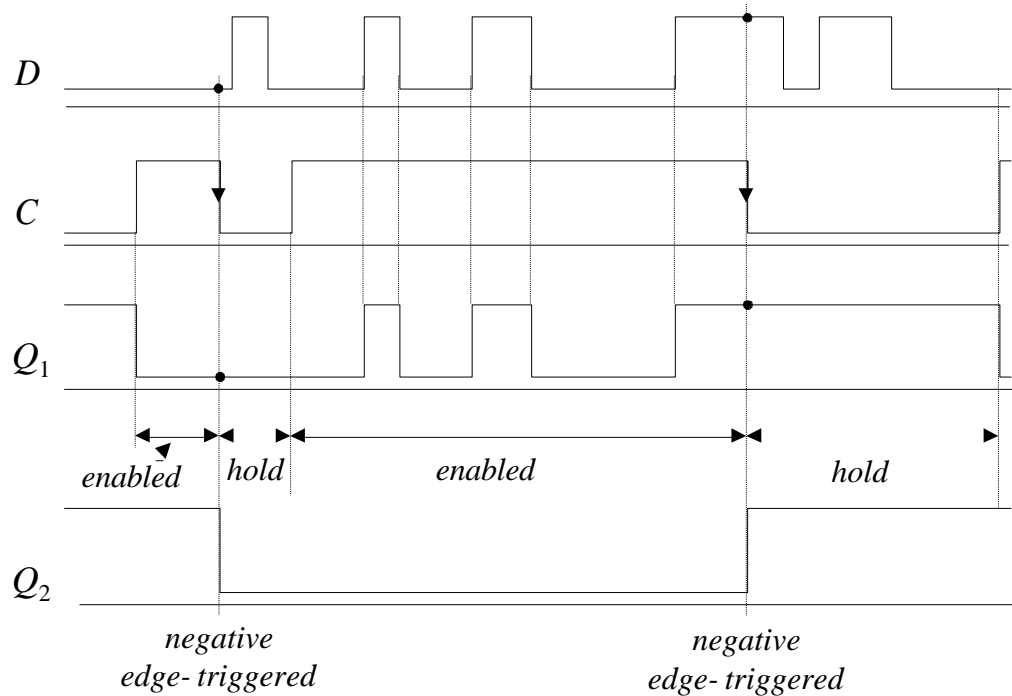 D
C
Q1
enabled hold enabled hold
Q2
negative negative
edge- triggered edge- triggered